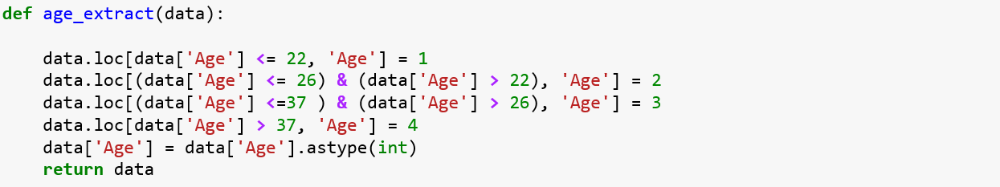 def age_extract(data):
    data.loc[data['Age'] <= 22, 'Age'] = 1
    data.loc[(data['Age'] <= 26) & (data['Age'] > 22), 'Age'] = 2
    data.loc[(data['Age'] <=37 ) & (data['Age'] > 26), 'Age'] = 3
    data.loc[data['Age'] > 37, 'Age'] = 4
    data['Age'] = data['Age'].astype(int)
    return data